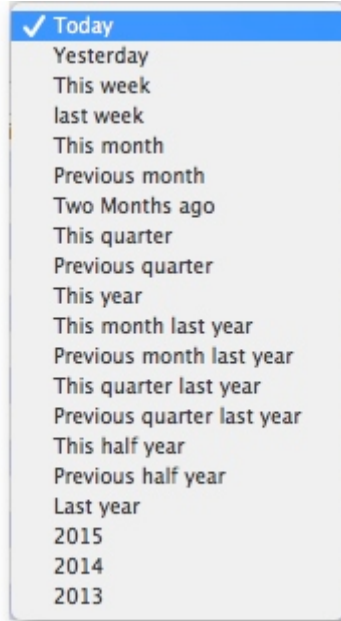 Today
Yesterday
This week
last week
This month
Previous month
Two Months ago
This quarter
Previous quarter
This year
This month last year
Previous month last year
This quarter last year
Previous quarter last year
This half year
Previous half year
Last year
2015
2014
2013